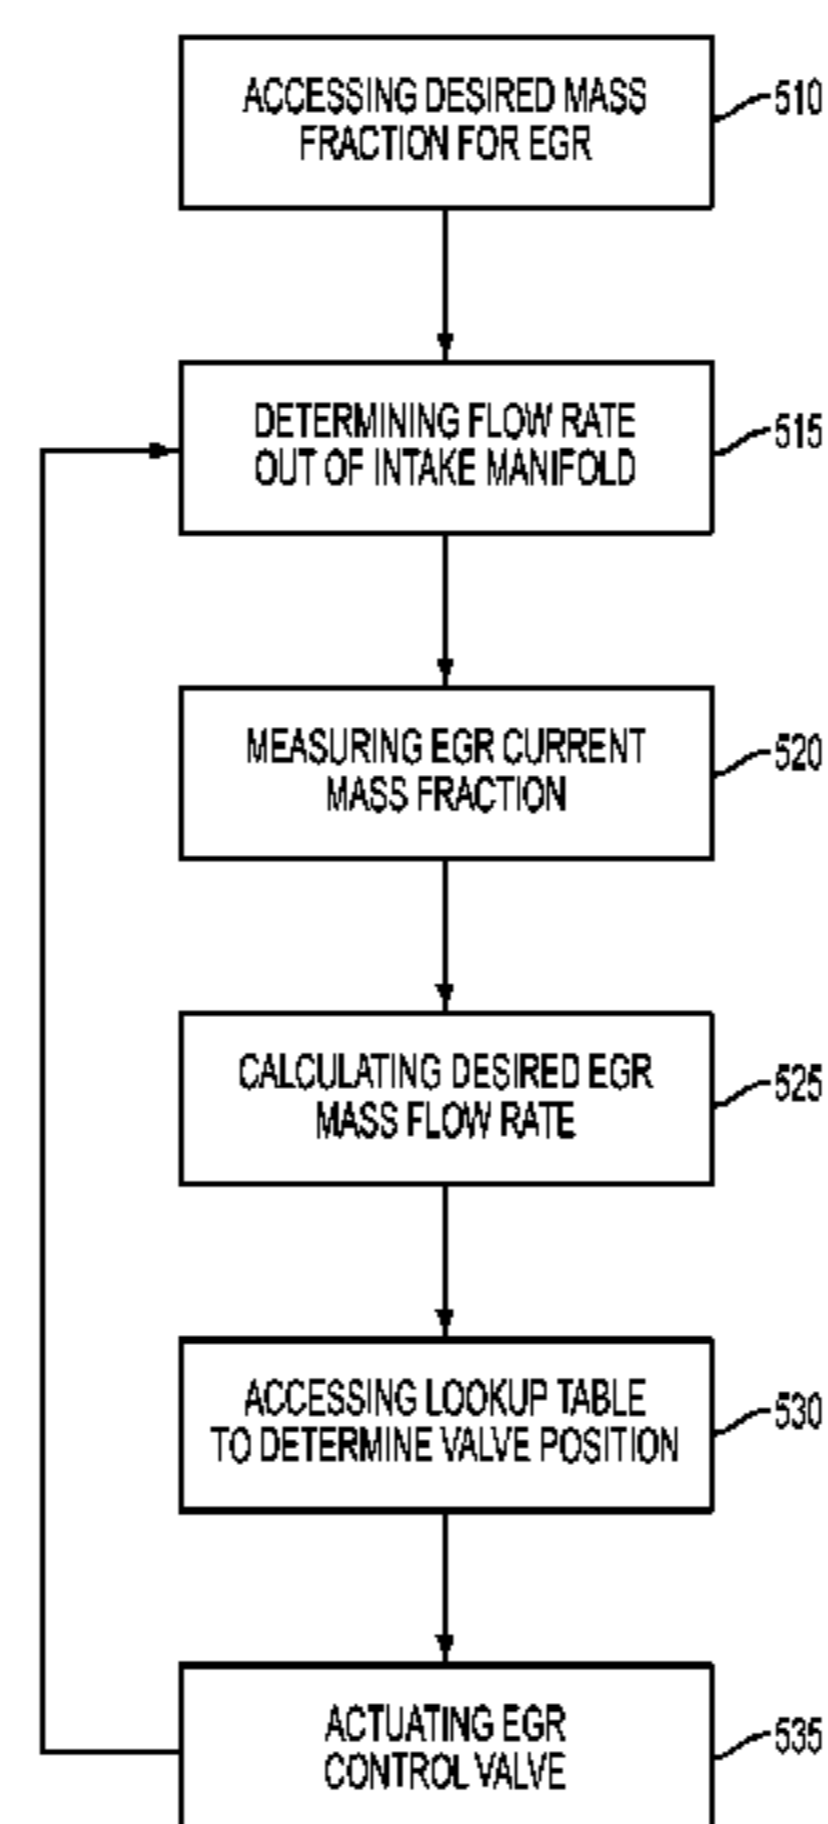 ACCESSING DESIRED MASS
FRACTION FOR EGR
510
DETERMINING FLOW RATE
OUT OF INTAKE MANIFOLD
515
MEASURING EGR CURRENT
MASS FRACTION
520
CALCULATING DESIRED EGR
MASS FLOW RATE
525
ACCESSING LOOKUP TABLE
TO DETERMINE VALVE POSITION
530
ACTUATING EGR
CONTROL VALVE
535